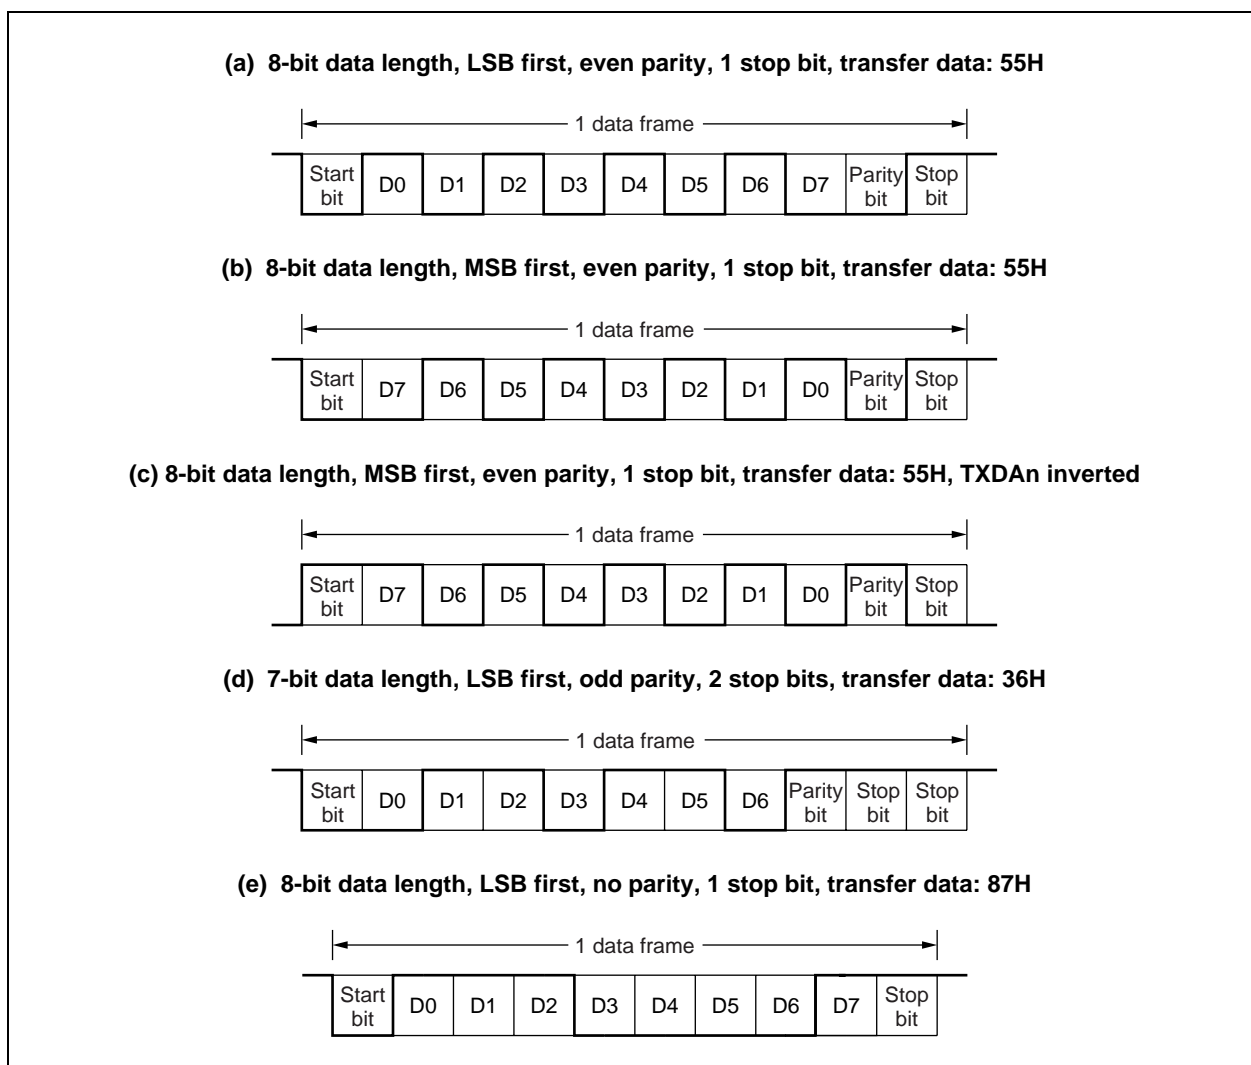 (a) 8-bit data length, LSB first, even parity, 1 stop bit, transfer data: 55H
1 data frame
Start bit D0 D1 D2 D3 D4 D5 D6 D7 Parity bit Stop bit
(b) 8-bit data length, MSB first, even parity, 1 stop bit, transfer data: 55H
1 data frame
Start bit D7 D6 D5 D4 D3 D2 D1 D0 Parity bit Stop bit
(c) 8-bit data length, MSB first, even parity, 1 stop bit, transfer data: 55H, TXDAn inverted
1 data frame
Start bit D7 D6 D5 D4 D3 D2 D1 D0 Parity bit Stop bit
(d) 7-bit data length, LSB first, odd parity, 2 stop bits, transfer data: 36H
1 data frame
Start bit D0 D1 D2 D3 D4 D5 D6 Parity bit Stop bit Stop bit
(e) 8-bit data length, LSB first, no parity, 1 stop bit, transfer data: 87H
1 data frame
Start bit D0 D1 D2 D3 D4 D5 D6 D7 Stop bit